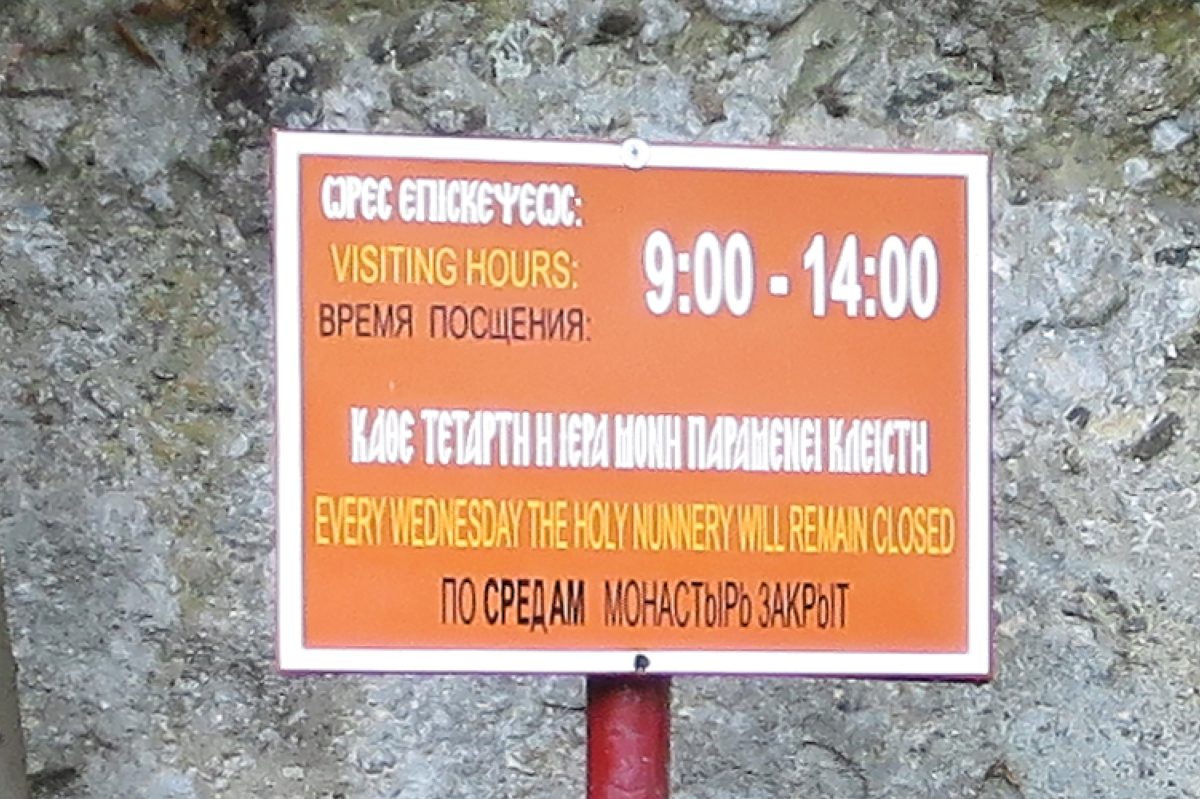 ΩΡΕΣ ΕΠΙΣΚΕΨΕΩΣ:
VISITING HOURS:
ВРЕМЯ ПОСЩЕНИЯ:
9:00 - 14:00
ΚΑΘΕ ΤΕΤΑΡΤΗ Η ΙΕΡΑ ΜΟΝΗ ΠΑΡΑΜΕΝΕΙ ΚΛΕΙΣΤΗ
EVERY WEDNESDAY THE HOLY NUNNERY WILL REMAIN CLOSED
ПО СРЕДАМ МОНАСТЫРЬ ЗАКРЫТ